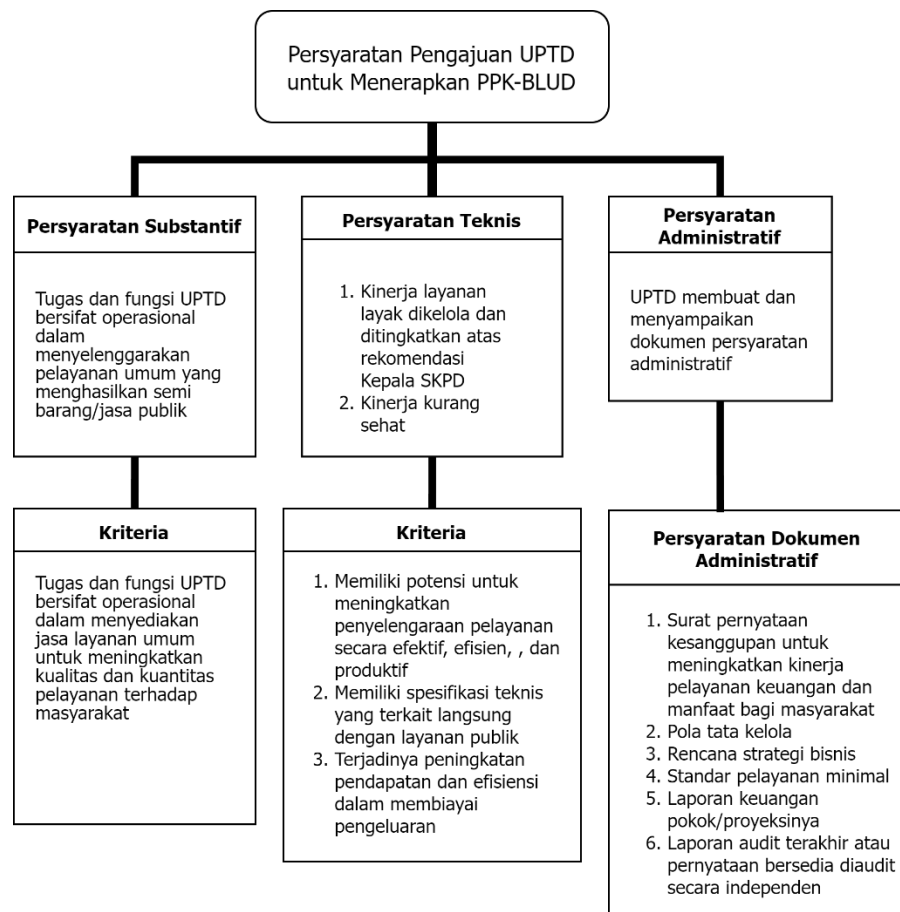 Persyaratan Pengajuan UPTD
untuk Menerapkan PPK-BLUD
Persyaratan Substantif
Tugas dan fungsi UPTD
bersifat operasional
dalam
menyelenggarakan
pelayanan umum yang
menghasilkan semi
barang/jasa publik
Kriteria
Tugas dan fungsi UPTD
bersifat operasional
dalam menyediakan
jasa layanan umum
untuk meningkatkan
kualitas dan kuantitas
pelayanan terhadap
masyarakat
Persyaratan Teknis
1. Kinerja layanan
layak dikelola dan
ditingkatkan atas
rekomendasi
Kepala SKPD
2. Kinerja kurang
sehat
Kriteria
1. Memiliki potensi untuk
meningkatkan
penyelengaraan pelayanan
secara efektif, efisien, , dan
produktif
2. Memiliki spesifikasi teknis
yang terkait langsung
dengan layanan publik
3. Terjadinya peningkatan
pendapatan dan efisiensi
dalam membiayai
pengeluaran
Persyaratan
Administratif
UPTD membuat dan
menyampaikan
dokumen persyaratan
administratif
Persyaratan Dokumen
Administratif
1. Surat pernyataan
kesanggupan untuk
meningkatkan kinerja
pelayanan keuangan dan
manfaat bagi masyarakat
2. Pola tata kelola
3. Rencana strategi bisnis
4. Standar pelayanan minimal
5. Laporan keuangan
pokok/proyeksinya
6. Laporan audit terakhir atau
pernyataan bersedia diaudit
secara independen